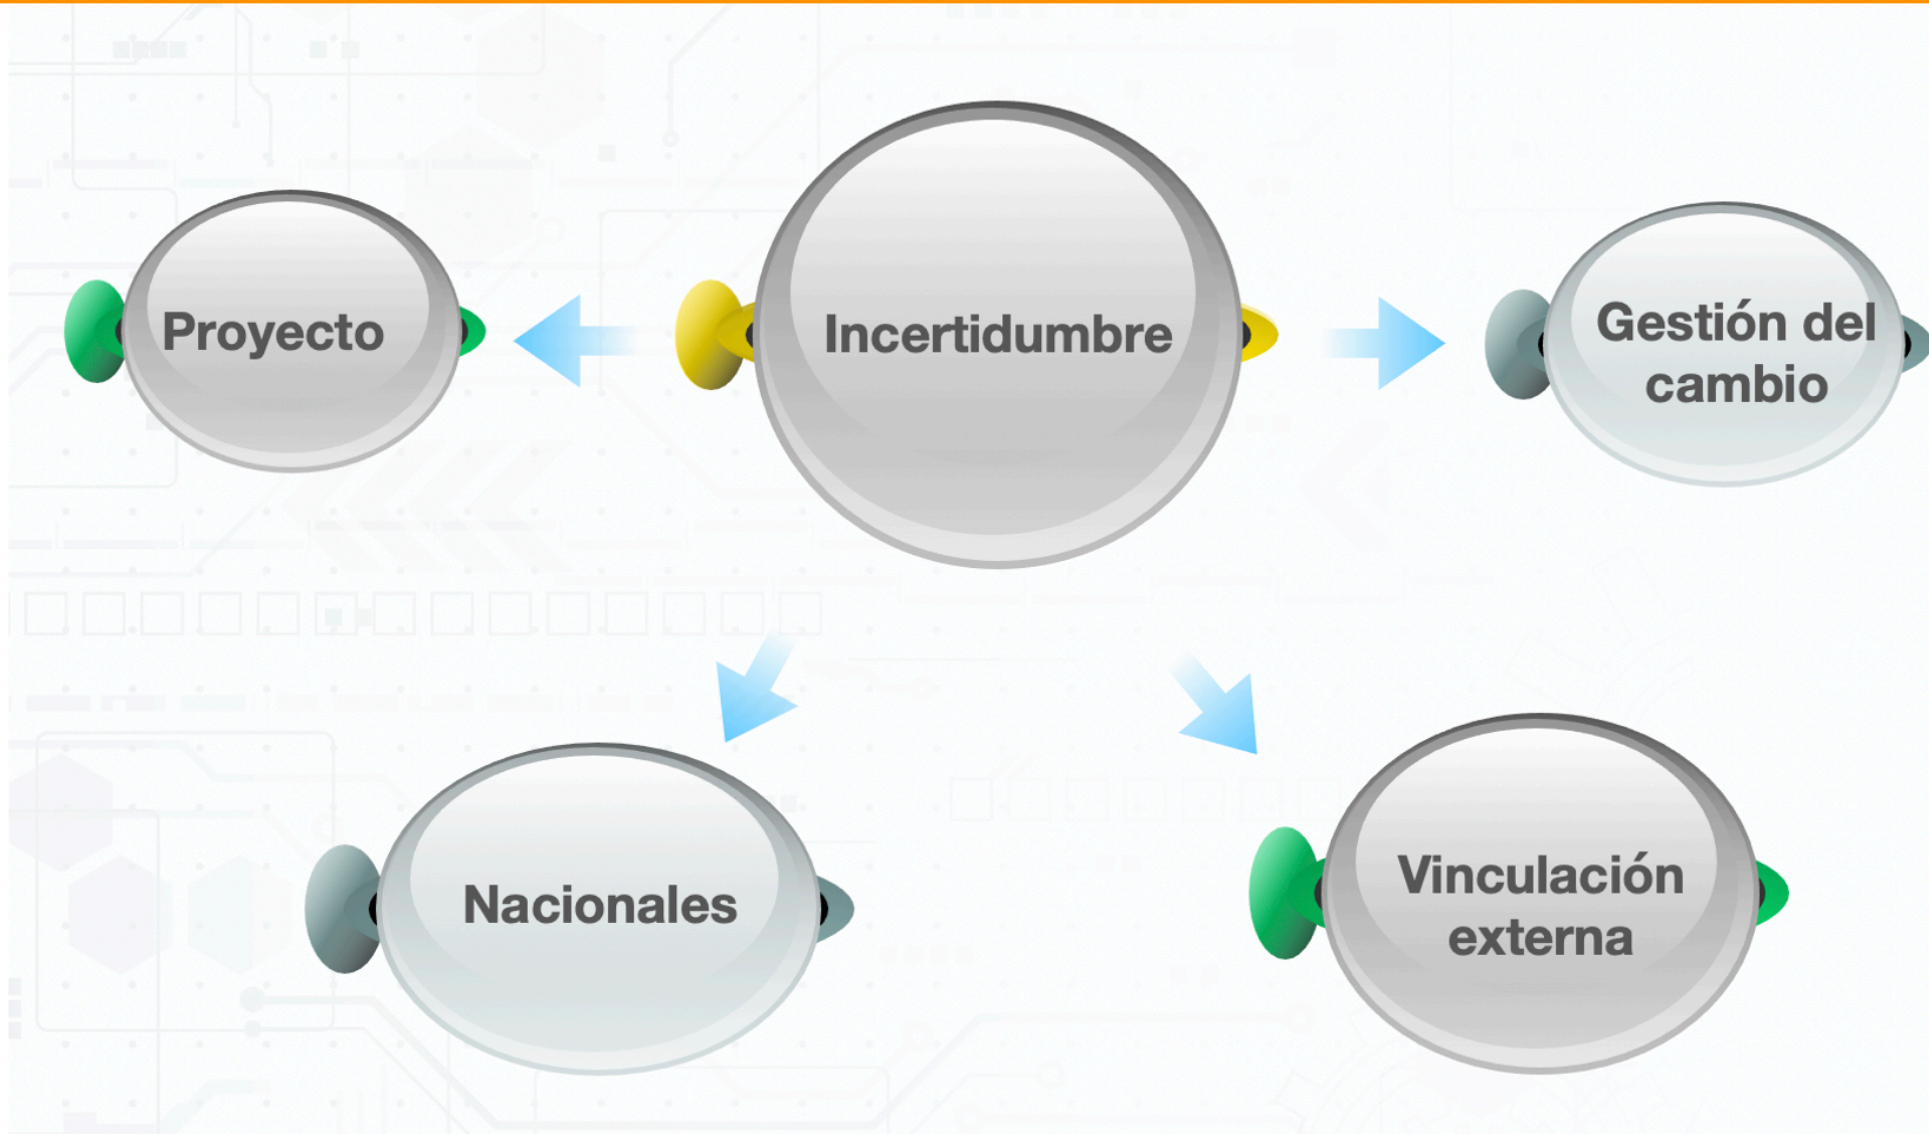 Proyecto
Incertidumbre
Gestión del
cambio
Nacionales
Vinculación
externa